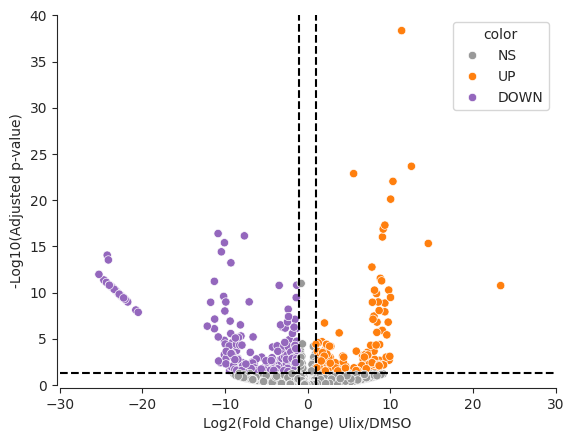 color
NS
UP
DOWN
-Log10(Adjusted p-value)
40
35
30
25
20
15
10
5
0
−30
−20
−10
0
10
20
30
Log2(Fold Change) Ulix/DMSO